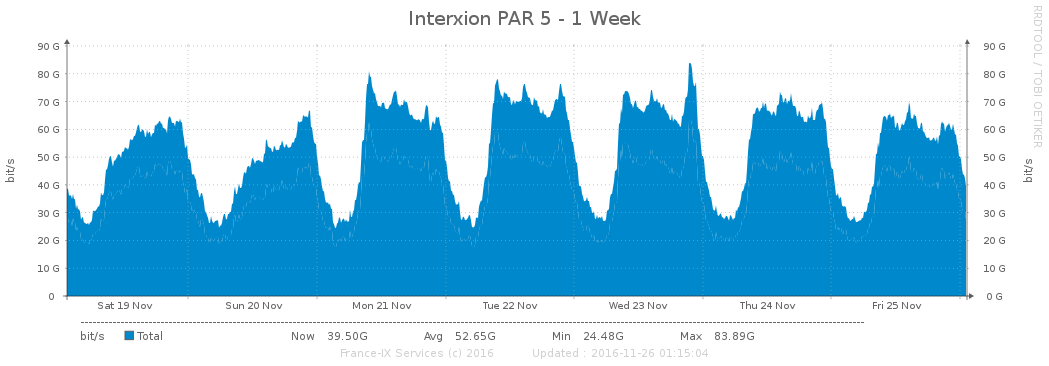 Interxion PAR 5 - 1 Week
RRDTOOL / TOBI OETIKER
bit/s
90 G 90 G
80 G 80 G
70 G 70 G
60 G 60 G
50 G 50 G
40 G 40 G
30 G 30 G
20 G 20 G
10 G 10 G
0 0 G
bit/s
Sat 19 Nov Sun 20 Nov Mon 21 Nov Tue 22 Nov Wed 23 Nov Thu 24 Nov Fri 25 Nov
bit/s Total Now 39.50G Avg 52.65G Min 24.48G Max 83.89G
France-IX Services (c) 2016 Updated : 2016-11-26 01:15:04